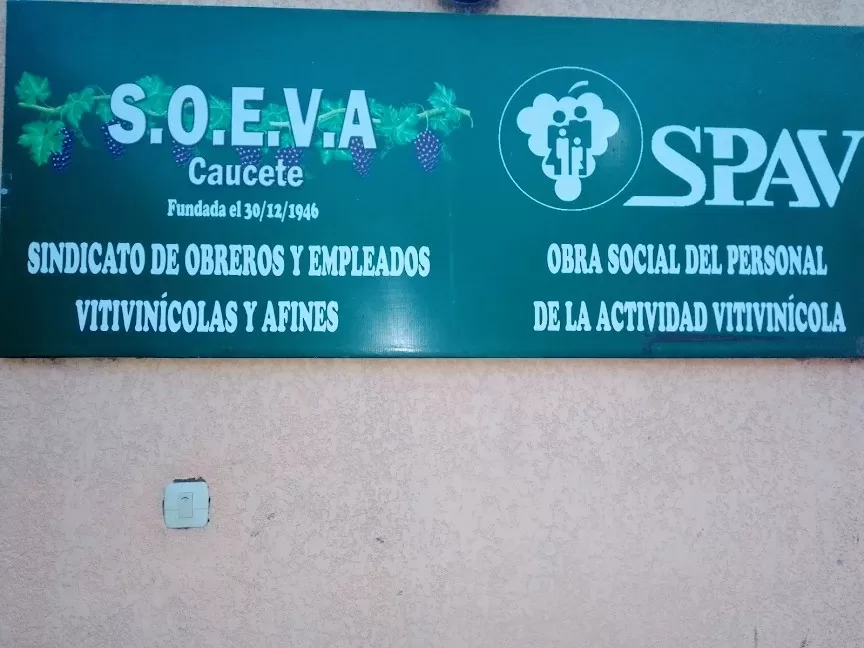 S.O.E.V.A
Caucete
Fundada el 30/12/1946
SINDICATO DE OBREROS Y EMPLEADOS
VITIVINÍCOLAS Y AFINES
SPAV
OBRA SOCIAL DEL PERSONAL
DE LA ACTIVIDAD VITIVINÍCOLA